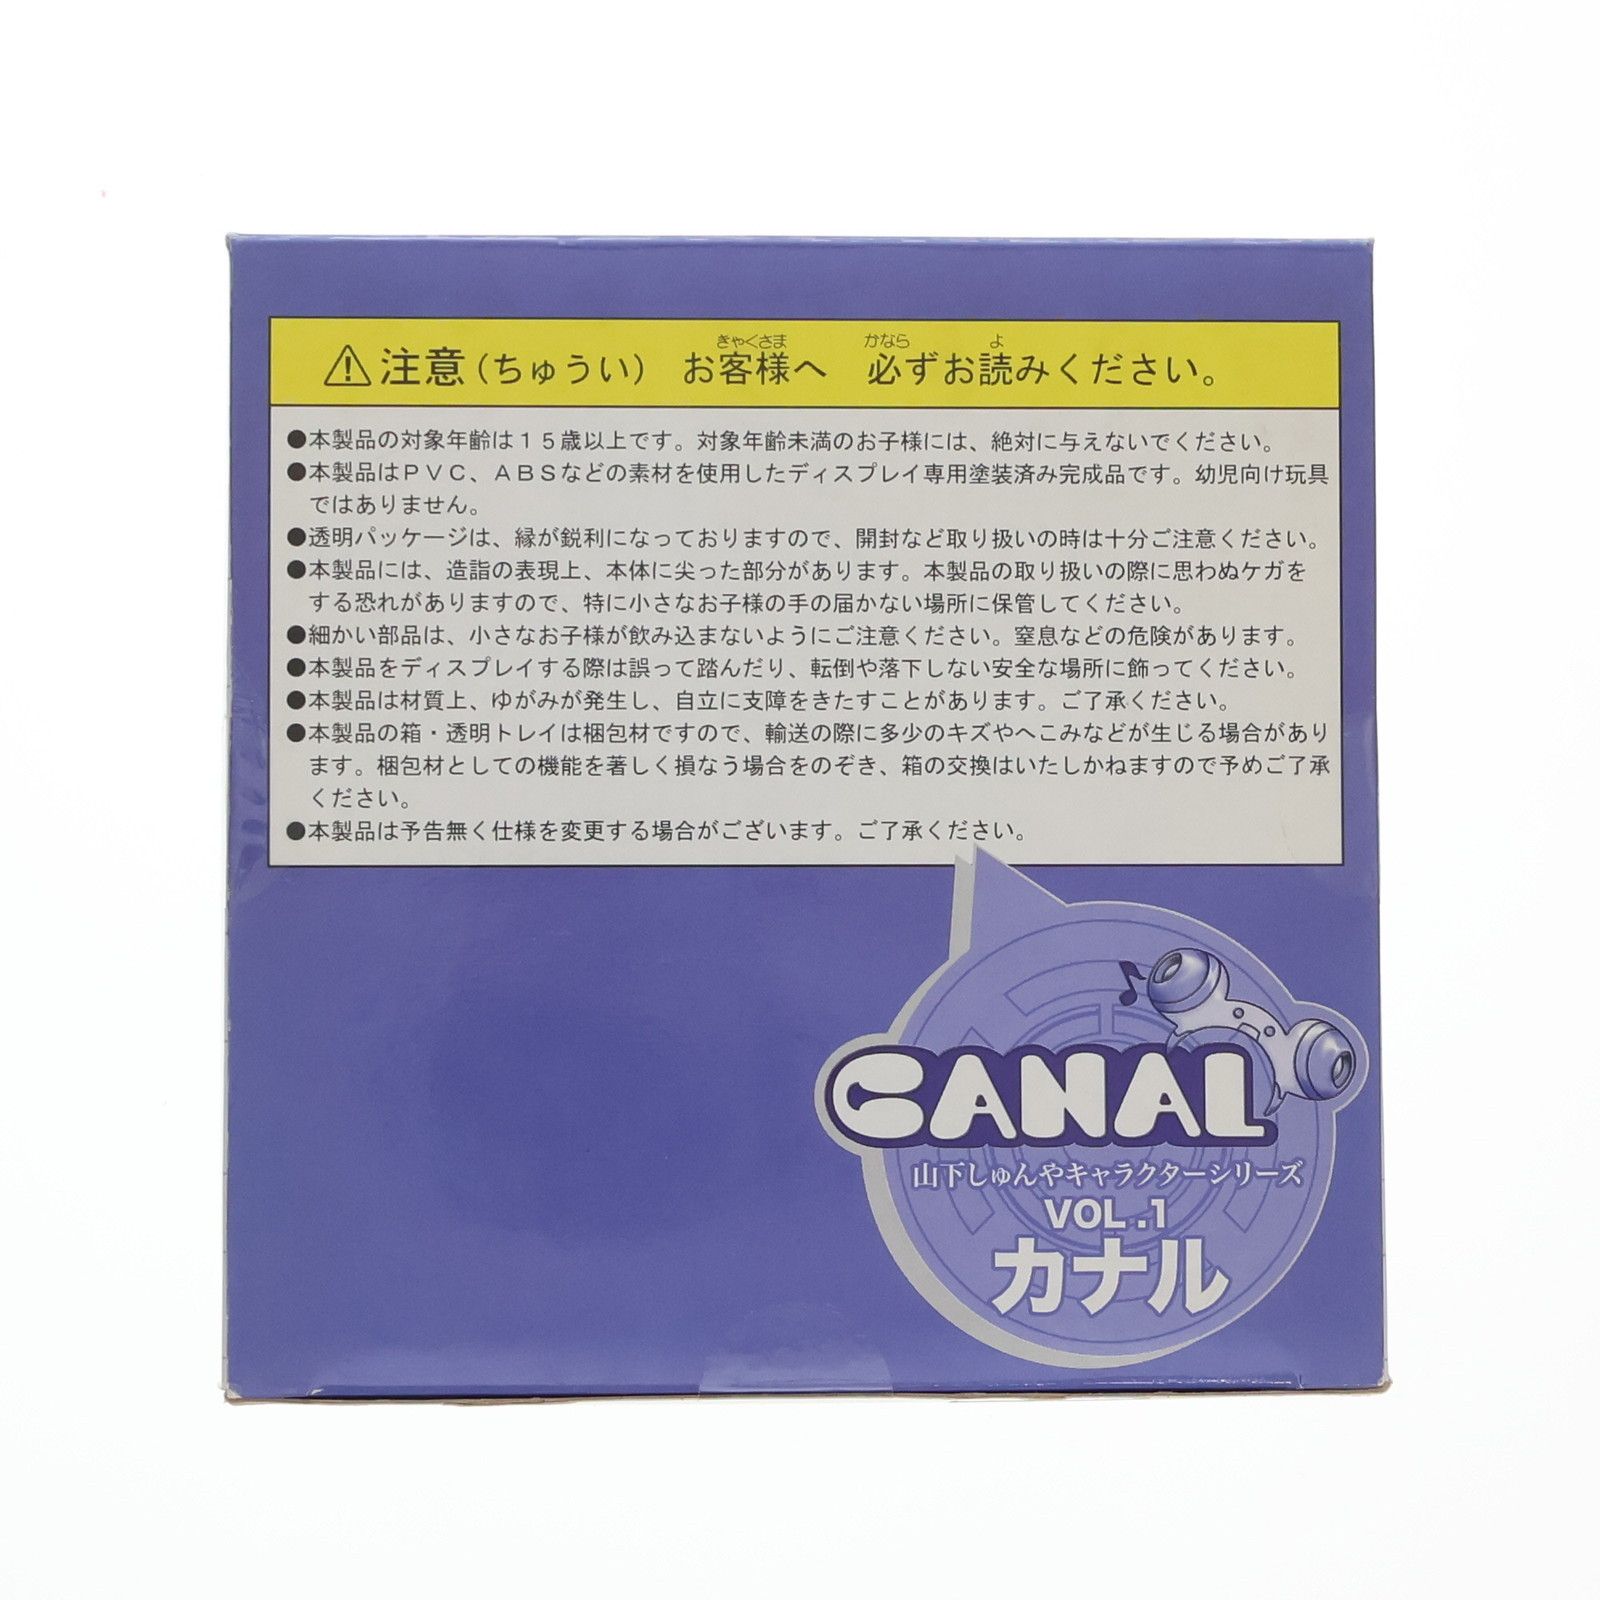 きゃくさま かなら よ
⚠注意(ちゅうい) お客様へ 必ずお読みください。
●本製品の対象年齢は15歳以上です。対象年齢未満のお子様には、絶対に与えないでください。
●本製品はPVC、ABSなどの素材を使用したディスプレイ専用塗装済み完成品です。幼児向け玩具
ではありません。
●透明パッケージは、縁が鋭利になっておりますので、開封など取り扱いの時は十分ご注意ください。
●本製品には、造詣の表現上、本体に尖った部分があります。本製品の取り扱いの際に思わぬケガを
する恐れがありますので、特に小さなお子様の手の届かない場所に保管してください。
●細かい部品は、小さなお子様が飲み込まないようにご注意ください。窒息などの危険があります。
●本製品をディスプレイする際は誤って踏んだり、転倒や落下しない安全な場所に飾ってください。
●本製品は材質上、ゆがみが発生し、自立に支障をきたすことがあります。ご了承ください。
●本製品の箱・透明トレイは梱包材ですので、輸送の際に多少のキズやへこみなどが生じる場合があり
ます。梱包材としての機能を著しく損なう場合をのぞき、箱の交換はいたしかねますので予めご了承
ください。
●本製品は予告無く仕様を変更する場合がございます。ご了承ください。
CANAL
山下しゅんやキャラクターシリーズ
VOL.1
カナル